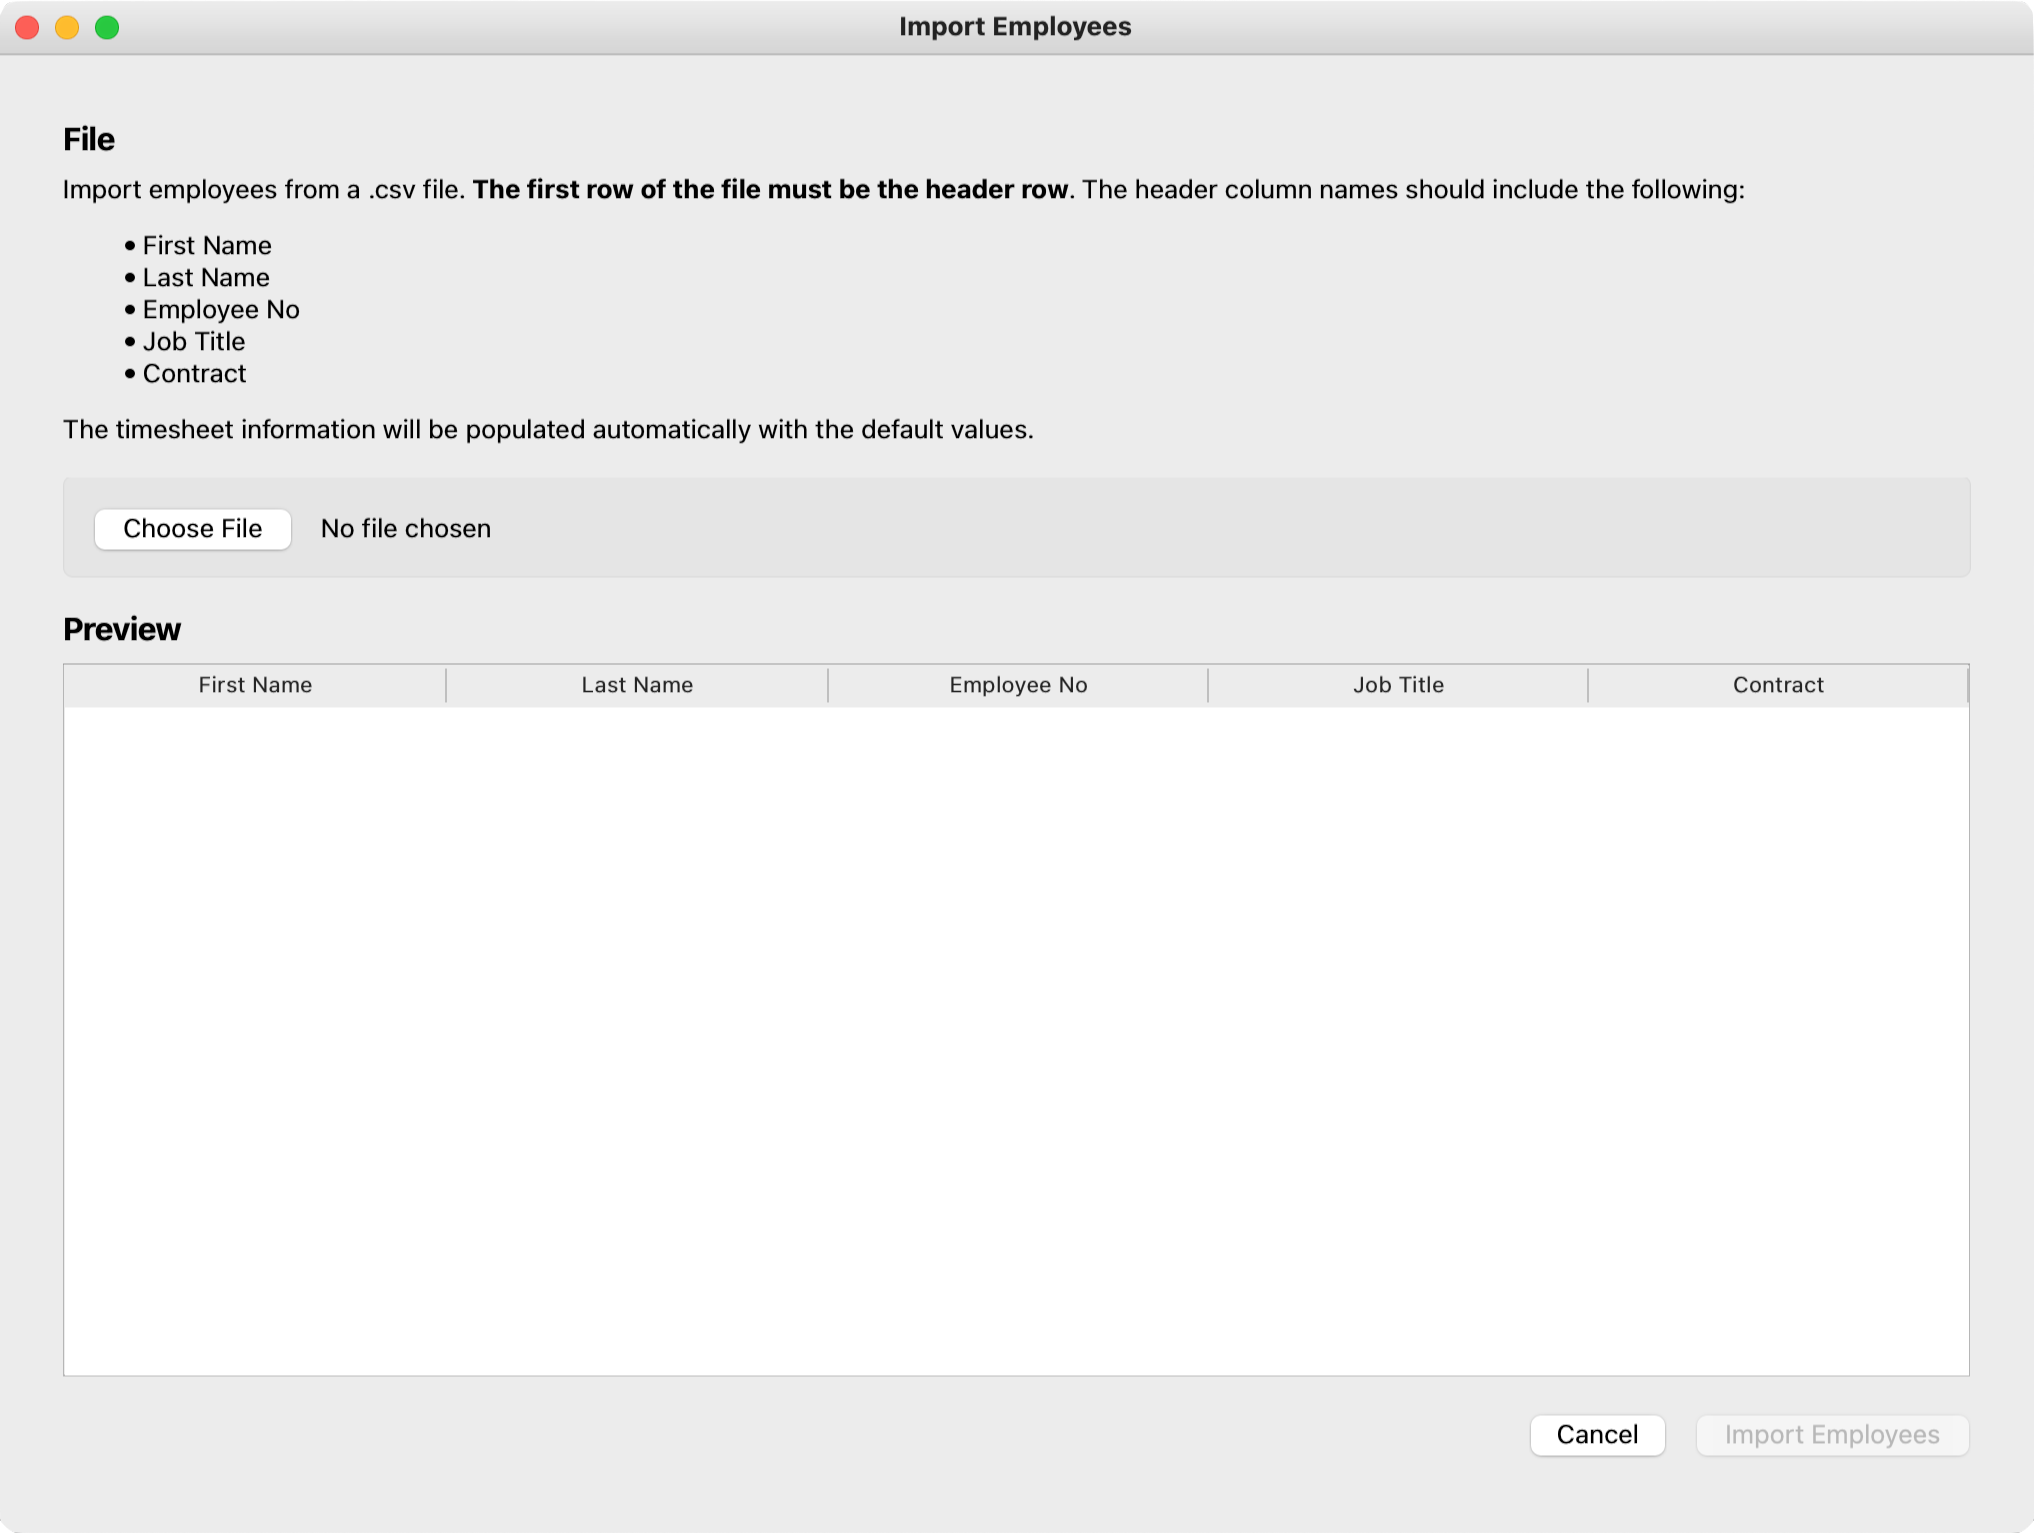 Import Employees
File
Import employees from a .csv file. The first row of the file must be the header row. The header column names should include the following:
• First Name
• Last Name
• Employee No
• Job Title
• Contract
The timesheet information will be populated automatically with the default values.
Choose File No file chosen
Preview
First Name Last Name Employee No Job Title Contract
Cancel Import Employees